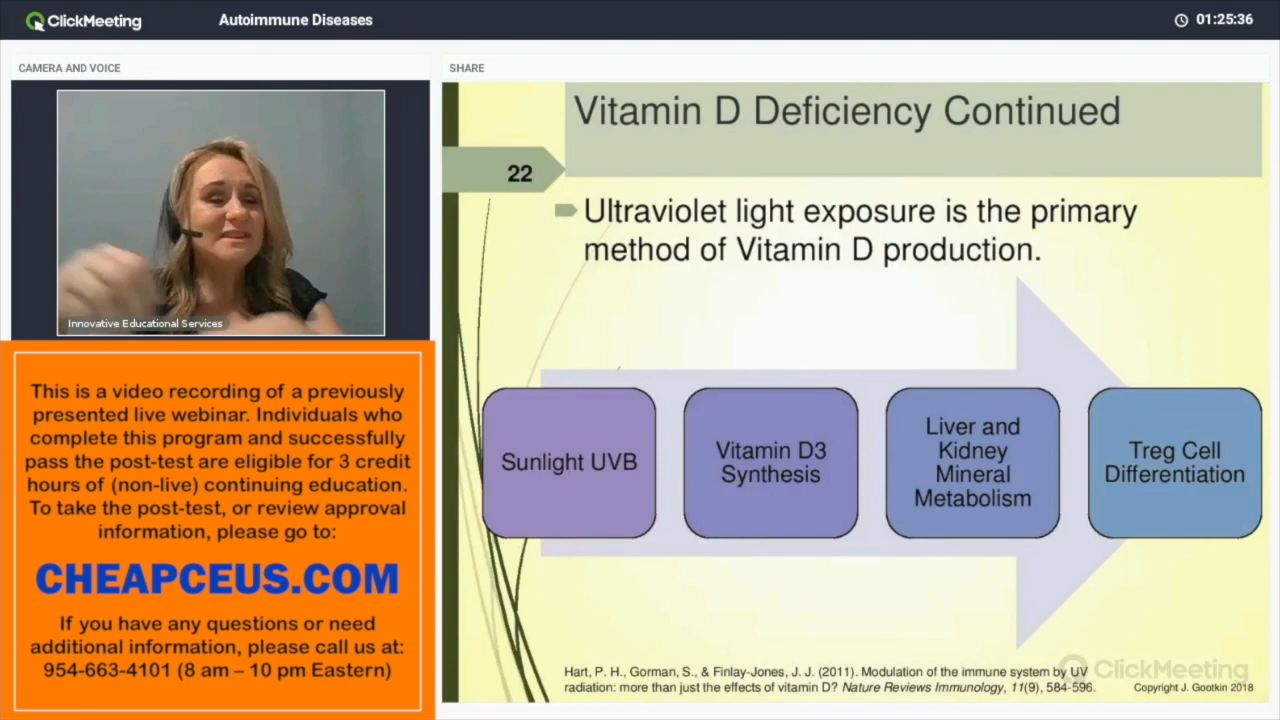 ClickMeeting
Autoimmune Diseases
01:25:36
CAMERA AND VOICE
SHARE
Innovative Educational Services
This is a video recording of a previously
presented live webinar. Individuals who
complete this program and successfully
pass the post-test are eligible for 3 credit
hours of (non-live) continuing education.
To take the post-test, or review approval
information, please go to:
CHEAPCEUS.COM
If you have any questions or need
additional information, please call us at:
954-663-4101 (8 am – 10 pm Eastern)
Vitamin D Deficiency Continued
22
Ultraviolet light exposure is the primary
method of Vitamin D production.
Sunlight UVB
Vitamin D3
Synthesis
Liver and
Kidney
Mineral
Metabolism
Treg Cell
Differentiation
Hart, P. H., Gorman, S., & Finlay-Jones, J. J. (2011). Modulation of the immune system by UV
radiation: more than just the effects of vitamin D? Nature Reviews Immunology, 11(9), 584-596.
ClickMeeting
Copyright J. Gootkin 2018